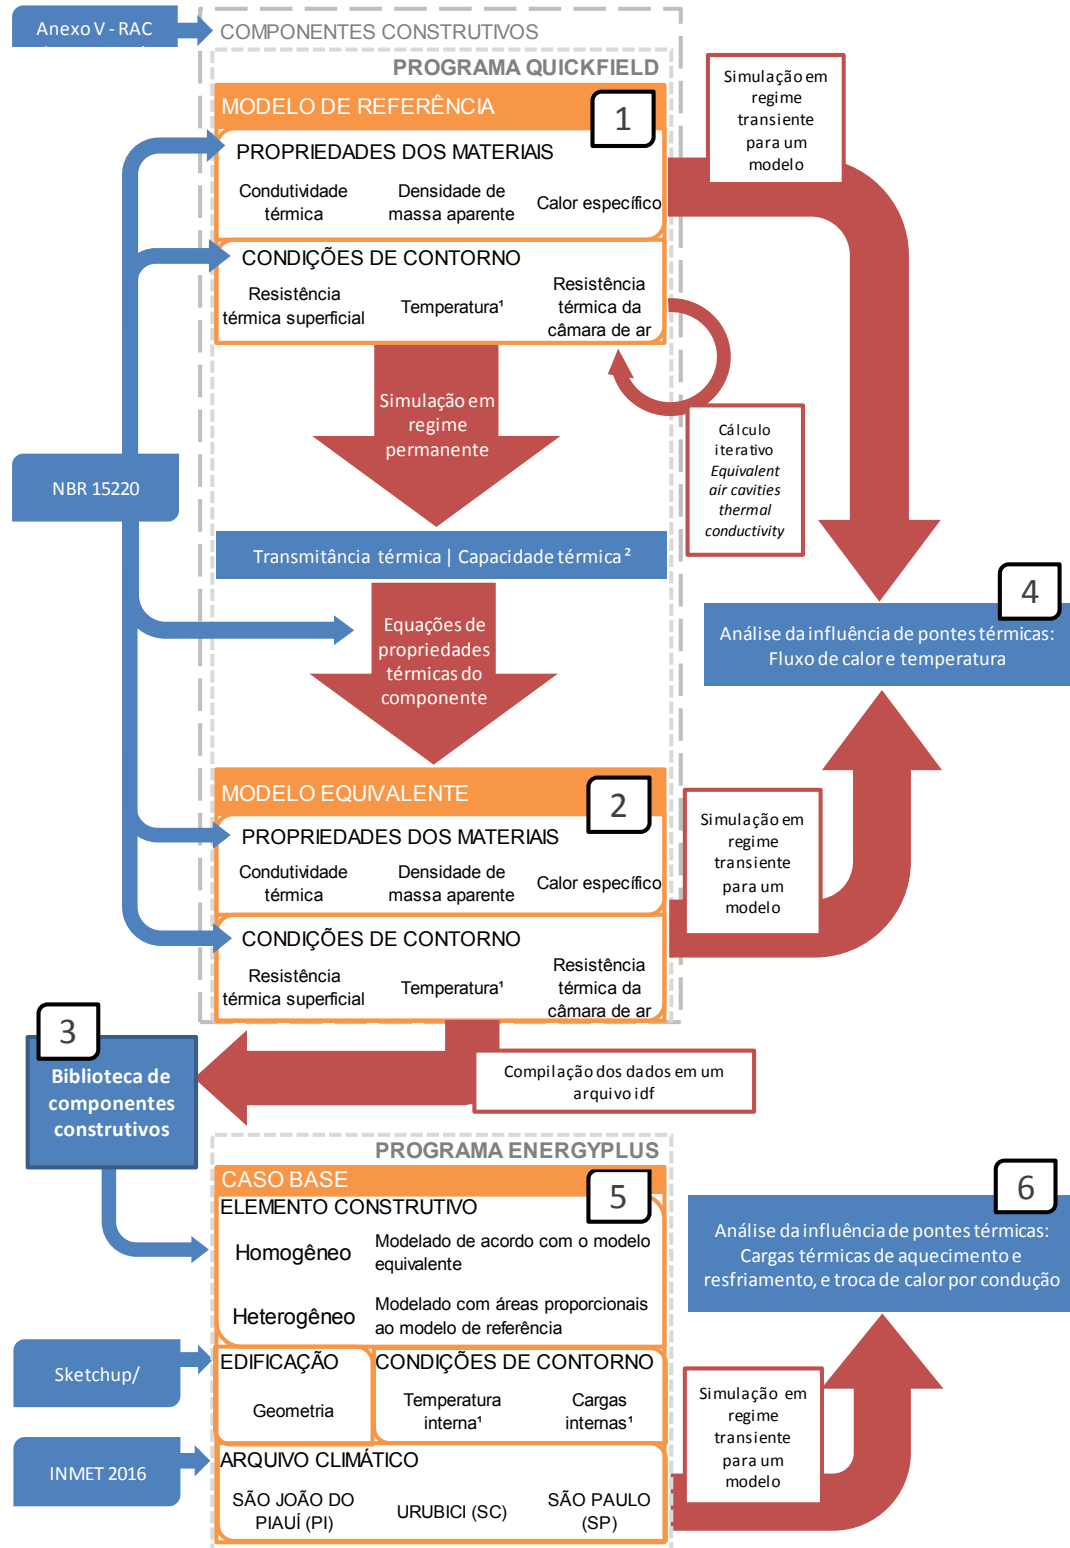 Anexo V - RAC
COMPONENTES CONSTRUTIVOS
PROGRAMA QUICKFIELD
MODELO DE REFERÊNCIA
1
PROPRIEDADES DOS MATERIAIS
Condutividade
térmica
Densidade de
massa aparente
Calor específico
CONDIÇÕES DE CONTORNO
Resistência
térmica superficial
Temperatura¹
Resistência
térmica da
câmara de ar
Simulação em
regime
transiente
para um
modelo
Simulação em
regime
permanente
Cálculo
iterativo
Equivalent
air cavities
thermal
conductivity
NBR 15220
Transmitância térmica | Capacidade térmica ²
Equações de
propriedades
térmicas do
componente
4
Análise da influência de pontes térmicas:
Fluxo de calor e temperatura
MODELO EQUIVALENTE
2
PROPRIEDADES DOS MATERIAIS
Condutividade
térmica
Densidade de
massa aparente
Calor específico
CONDIÇÕES DE CONTORNO
Resistência
térmica superficial
Temperatura¹
Resistência
térmica da
câmara de ar
Simulação em
regime
transiente
para um
modelo
3
Biblioteca de
componentes
construtivos
Compilação dos dados em um
arquivo idf
PROGRAMA ENERGYPLUS
CASO BASE
5
ELEMENTO CONSTRUTIVO
Homogêneo
Modelado de acordo com o modelo
equivalente
Heterogêneo
Modelado com áreas proporcionais
ao modelo de referência
6
Análise da influência de pontes térmicas:
Cargas térmicas de aquecimento e
resfriamento, e troca de calor por condução
Sketchup/
EDIFICAÇÃO
Geometria
CONDIÇÕES DE CONTORNO
Temperatura
interna¹
Cargas
internas¹
Simulação em
regime
transiente
para um
modelo
INMET 2016
ARQUIVO CLIMÁTICO
SÃO JOÃO DO
PIAUÍ (PI)
URUBICI (SC)
SÃO PAULO
(SP)